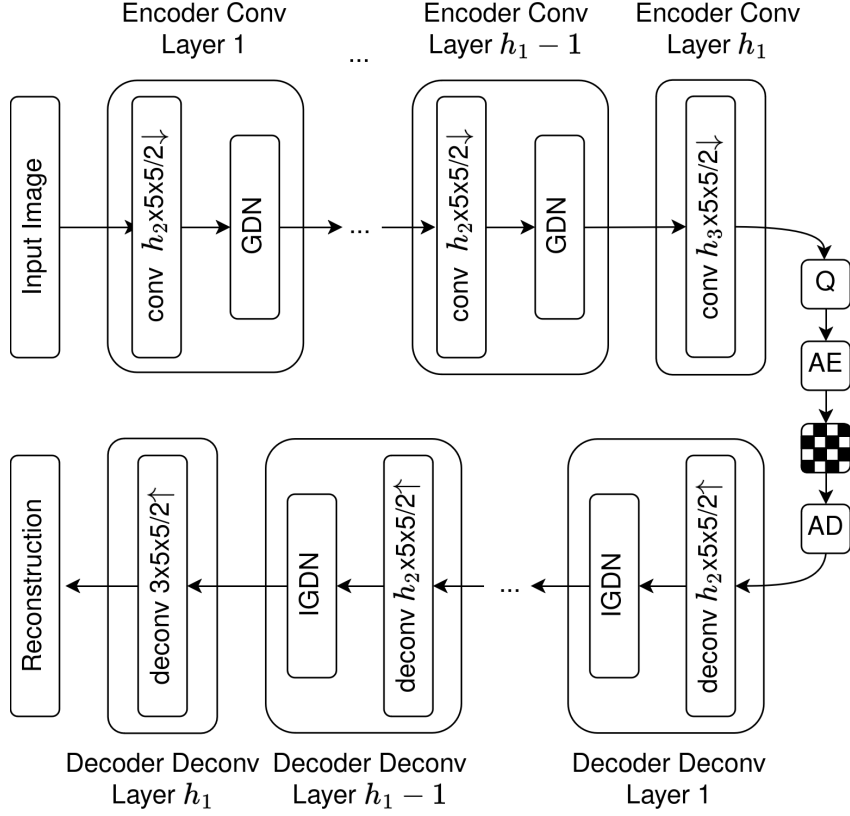 Encoder Conv
Layer 1
...
Encoder Conv
Layer h₁ − 1
Encoder Conv
Layer h₁
Input Image
conv h₂x5x5/2↓
GDN
...
conv h₂x5x5/2↓
GDN
conv h₃x5x5/2↓
Q
AE
AD
Reconstruction
deconv 3x5x5/2↑
IGDN
deconv h₂x5x5/2↑
...
IGDN
deconv h₂x5x5/2↑
Decoder Deconv
Layer h₁
Decoder Deconv
Layer h₁ − 1
Decoder Deconv
Layer 1